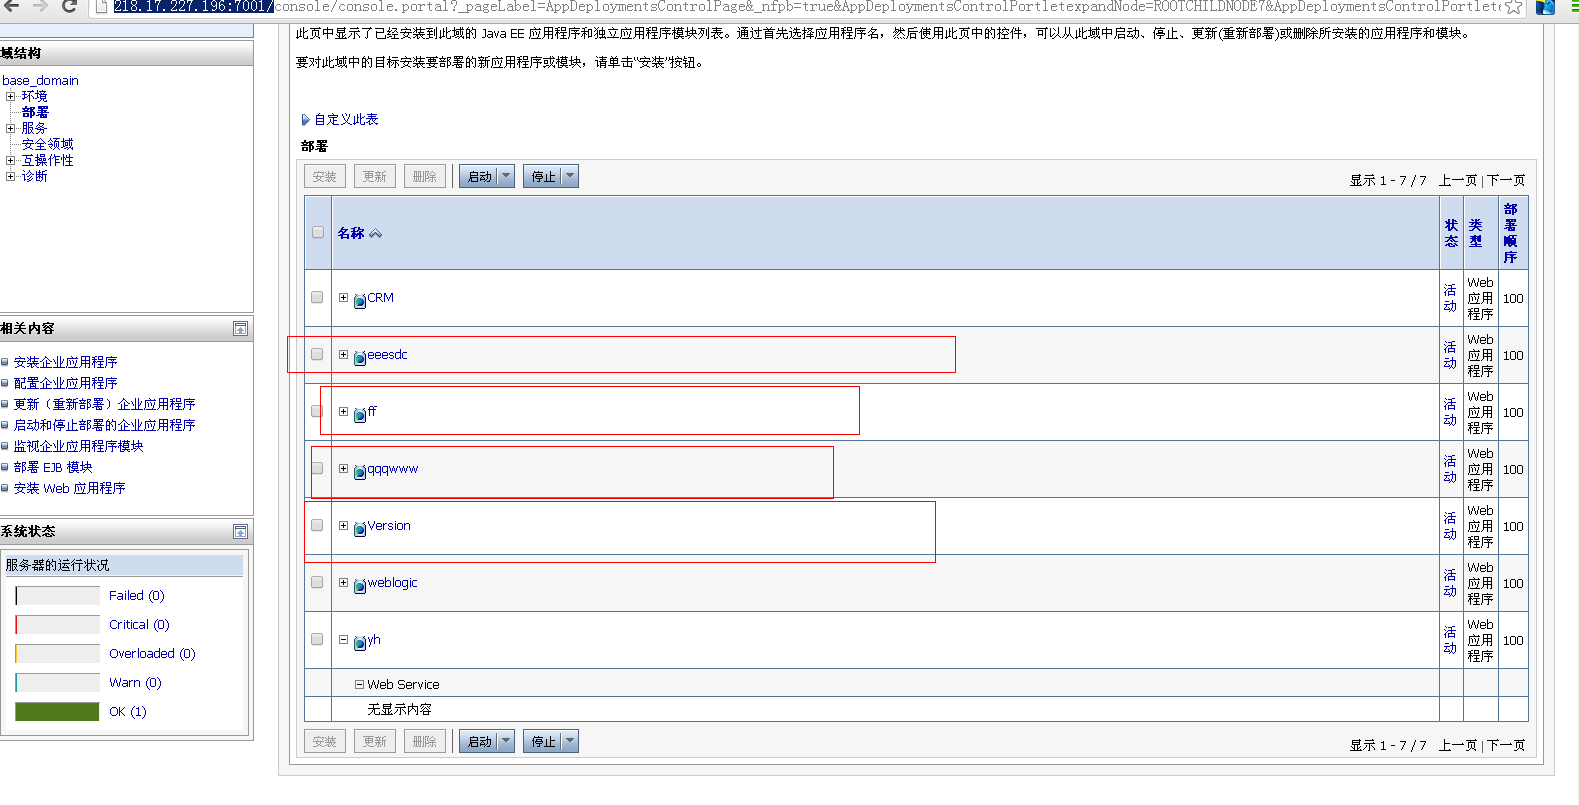 218.17.227.196:7001/console/console.portal?_pageLabel=AppDeploymentsControlPage&_nfpb=true&AppDeploymentsControlPortletexpandNode=ROOTCHILDNODE7&AppDeploymentsControlPortlet
此页中显示了已经安装到此域的 Java EE 应用程序和独立应用程序模块列表。通过首先选择应用程序名，然后使用此页中的控件，可以从此域中启动、停止、更新(重新部署)或删除所安装的应用程序和模块。
要对此域中的目标安装要部署的新应用程序或模块，请单击“安装”按钮。
域结构
base_domain
环境
部署
服务
安全领域
互操作性
诊断
相关内容
安装企业应用程序
配置企业应用程序
更新（重新部署）企业应用程序
启动和停止部署的企业应用程序
监视企业应用程序模块
部署 EJB 模块
安装 Web 应用程序
系统状态
服务器的运行状况
Failed (0)
Critical (0)
Overloaded (0)
Warn (0)
OK (1)
自定义此表
部署
安装 更新 删除 启动 停止 显示 1 - 7 / 7 上一页 | 下一页
名称 状态 类型 部署顺序
CRM 活动 Web 应用程序 100
eeesdc 活动 Web 应用程序 100
ff 活动 Web 应用程序 100
qqqwww 活动 Web 应用程序 100
Version 活动 Web 应用程序 100
weblogic 活动 Web 应用程序 100
yh 活动 Web 应用程序 100
Web Service
无显示内容
安装 更新 删除 启动 停止 显示 1 - 7 / 7 上一页 | 下一页